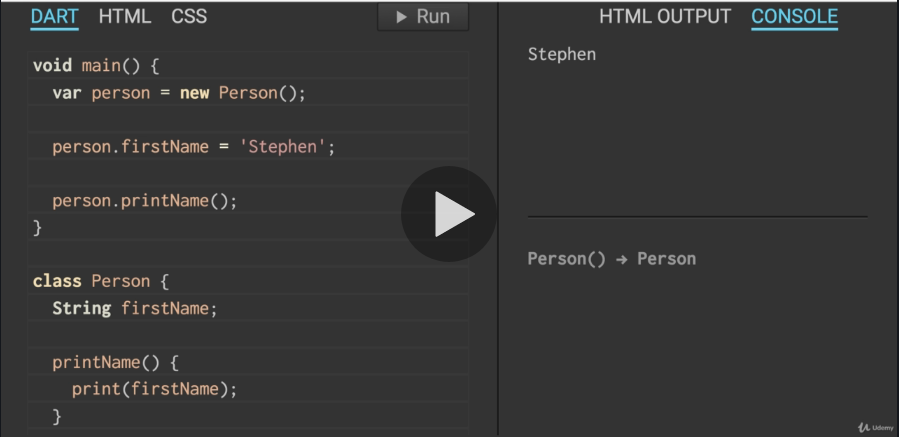 DART HTML CSS
Run
HTML OUTPUT CONSOLE
void main() {
  var person = new Person();
  person.firstName = 'Stephen';
  person.printName();
}
class Person {
  String firstName;
  printName() {
    print(firstName);
  }
Stephen
Person() → Person
Udemy